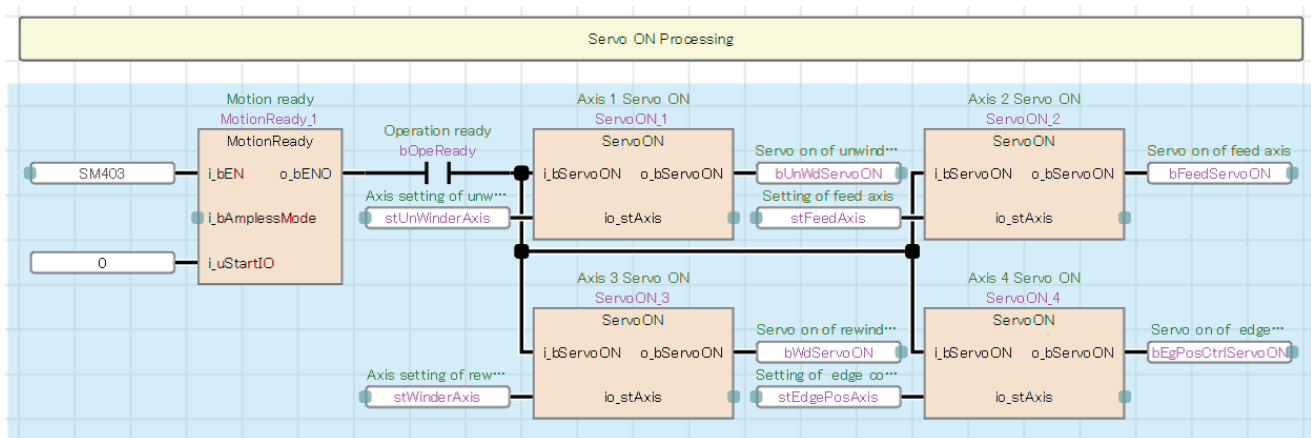 Servo ON Processing
Motion ready
MotionReady_1
MotionReady
SM403
i_bEN o_bENO
i_bAmplessMode
0
i_uStartIO
Operation ready
bOpeReady
Axis setting of unw…
stUnWinderAxis
Axis 1 Servo ON
ServoON_1
ServoON
i_bServoON o_bServoON
io_stAxis
Servo on of unwind…
bUnWdServoON
Setting of feed axis
stFeedAxis
Axis 2 Servo ON
ServoON_2
ServoON
i_bServoON o_bServoON
io_stAxis
Servo on of feed axis
bFeedServoON
Axis 3 Servo ON
ServoON_3
ServoON
i_bServoON o_bServoON
io_stAxis
Axis setting of rew…
stWinderAxis
Servo on of rewind…
bWdServoON
Setting of edge co…
stEdgePosAxis
Axis 4 Servo ON
ServoON_4
ServoON
i_bServoON o_bServoON
io_stAxis
Servo on of edge…
bEgPosCtrlServoON